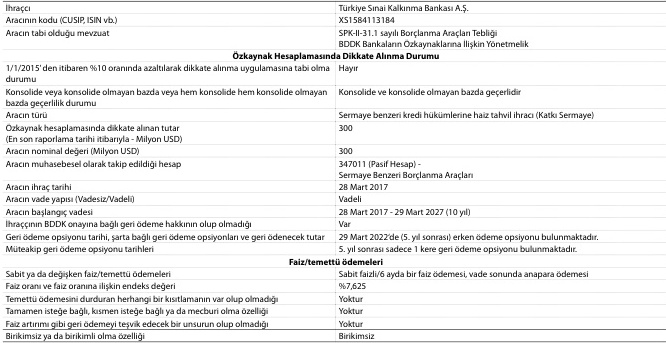 İhraççı Türkiye Sınai Kalkınma Bankası A.Ş.
Aracının kodu (CUSIP, ISIN vb.) XS1584113184
Aracın tabi olduğu mevzuat SPK-II-31.1 sayılı Borçlanma Araçları Tebliği
BDDK Bankaların Özkaynaklarına İlişkin Yönetmelik
Özkaynak Hesaplamasında Dikkate Alınma Durumu
1/1/2015' den itibaren %10 oranında azaltılarak dikkate alınma uygulamasına tabi olma Hayır
durumu
Konsolide veya konsolide olmayan bazda veya hem konsolide hem konsolide olmayan Konsolide ve konsolide olmayan bazda geçerlidir
bazda geçerlilik durumu
Aracın türü Sermaye benzeri kredi hükümlerine haiz tahvil ihracı (Katkı Sermaye)
Özkaynak hesaplamasında dikkate alınan tutar 300
(En son raporlama tarihi itibarıyla - Milyon USD)
Aracın nominal değeri (Milyon USD) 300
Aracın muhasebesel olarak takip edildiği hesap 347011 (Pasif Hesap) -
Sermaye Benzeri Borçlanma Araçları
Aracın ihraç tarihi 28 Mart 2017
Aracın vade yapısı (Vadesiz/Vadeli) Vadeli
Aracın başlangıç vadesi 28 Mart 2017 - 29 Mart 2027 (10 yıl)
İhraççının BDDK onayına bağlı geri ödeme hakkının olup olmadığı Var
Geri ödeme opsiyonu tarihi, şarta bağlı geri ödeme opsiyonları ve geri ödenecek tutar 29 Mart 2022'de (5. yıl sonrası) erken ödeme opsiyonu bulunmaktadır.
Müteakip geri ödeme opsiyonu tarihleri 5. yıl sonrası sadece 1 kere geri ödeme opsiyonu bulunmaktadır.
Faiz/temettü ödemeleri
Sabit ya da değişken faiz/temettü ödemeleri Sabit faizli/6 ayda bir faiz ödemesi, vade sonunda anapara ödemesi
Faiz oranı ve faiz oranına ilişkin endeks değeri %7,625
Temettü ödemesini durduran herhangi bir kısıtlamanın var olup olmadığı Yoktur
Tamamen isteğe bağlı, kısmen isteğe bağlı ya da mecburi olma özelliği Yoktur
Faiz artırımı gibi geri ödemeyi teşvik edecek bir unsurun olup olmadığı Yoktur
Birikimsiz ya da birikimli olma özelliği Birikimsiz